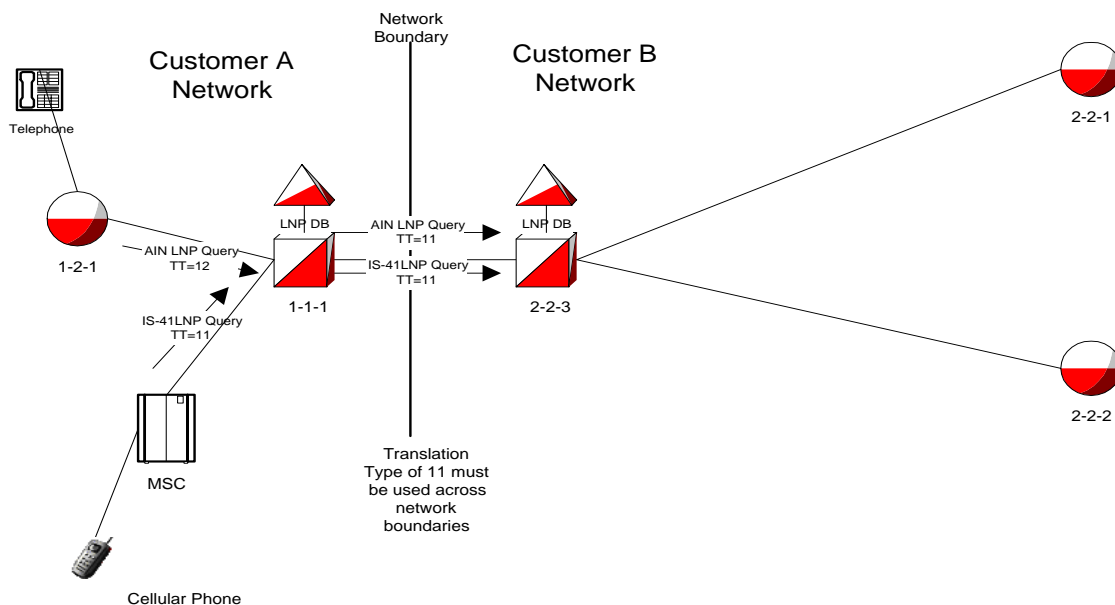 Network
Boundary
Customer A
Network
Customer B
Network
Telephone
2-2-1
LNP DB
LNP DB
AIN LNP Query
TT=11
AIN LNP Query
TT=12
IS-41LNP Query
TT=11
1-2-1
1-1-1
2-2-3
IS-41LNP Query
TT=11
2-2-2
Translation
Type of 11 must
be used across
network
boundaries
MSC
Cellular Phone